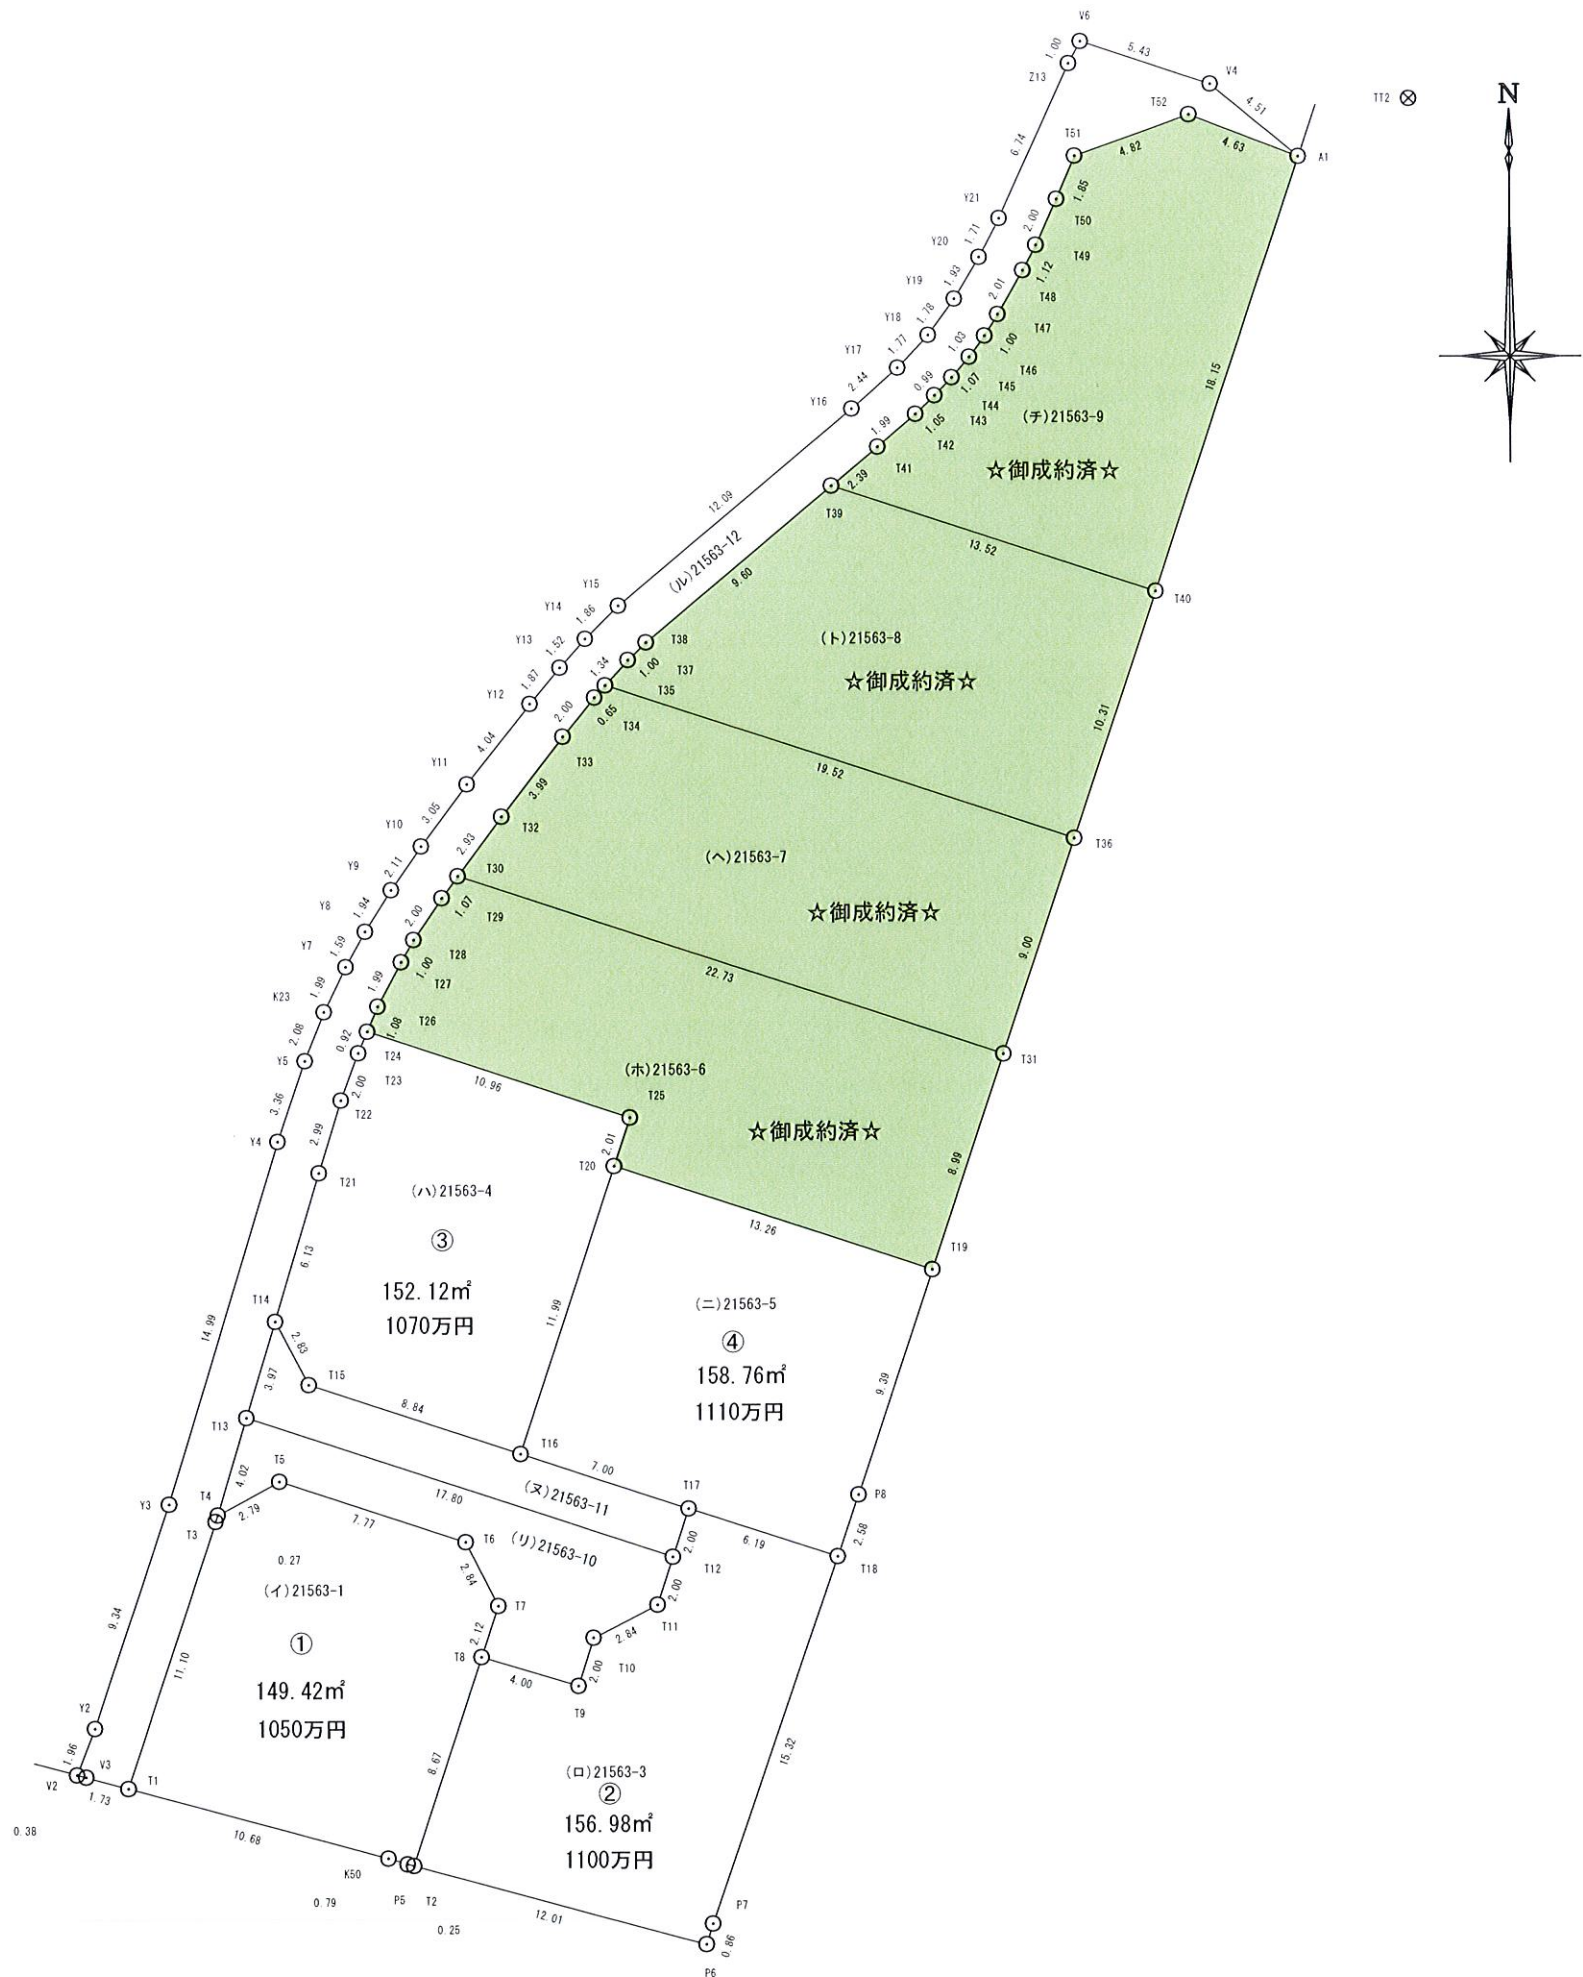 V6
1.00
5.43
Z13
V4
TT2
N
4.51
T52
T51
4.82
4.63
A1
6.74
1.85
Y21
2.00
T50
1.71
Y20
T49
1.12
1.93
Y19
2.01
T48
1.78
Y18
T47
1.03
1.00
1.77
Y17
T46
0.99
1.07
T45
2.44
18.15
Y16
T44
(チ)21563-9
T43
1.05
1.99
T42
T41
☆御成約済☆
2.39
12.09
T39
(ル)21563-12
13.52
9.60
Y15
T40
1.86
Y14
(ト)21563-8
Y13
1.52
T38
1.34
1.00
T37
☆御成約済☆
1.87
T35
Y12
2.00
0.65
10.31
T34
4.04
T33
Y11
19.52
3.99
3.05
Y10
T32
T36
2.93
(ヘ)21563-7
Y9
2.11
T30
Y8
1.94
1.07
☆御成約済☆
2.00
T29
Y7
1.59
T28
9.00
1.00
22.73
1.99
T27
K23
1.99
T26
2.08
1.08
0.92
T31
Y5
T24
(ホ)21563-6
T23
10.96
2.00
T22
3.36
T25
☆御成約済☆
Y4
2.99
2.01
T20
8.99
T21
(ハ)21563-4
13.26
③
T19
6.13
152.12㎡
1070万円
14.99
T14
11.99
(ニ)21563-5
④
2.83
158.76㎡
3.97
T15
9.39
1110万円
8.84
T13
T16
7.00
T5
P8
4.02
T17
Y3
T4
(ヌ)21563-11
17.80
T3
2.79
2.58
7.77
6.19
2.00
T6
(リ)21563-10
T12
T18
0.27
2.84
2.00
(イ)21563-1
T7
T11
9.34
2.12
2.84
①
T8
11.10
T10
2.00
4.00
149.42㎡
T9
Y2
1050万円
15.32
1.96
8.67
V3
T1
(ロ)21563-3
V2
②
1.73
156.98㎡
0.38
10.68
1100万円
K50
0.79
P5
T2
P7
0.25
12.01
0.86
P6